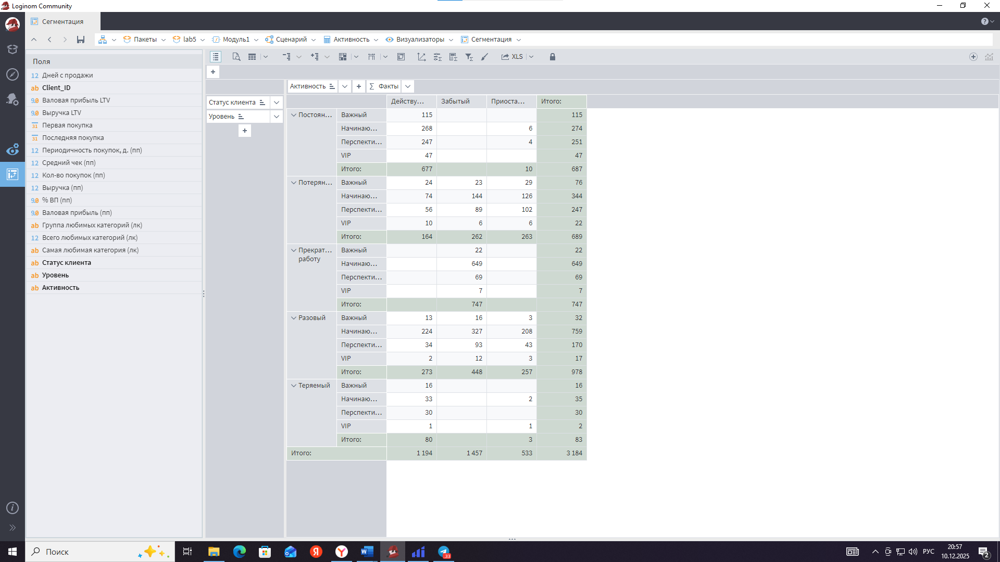 Loginom Community
Сегментация
Пакеты lab5 Модуль1 Сценарий Активность Визуализаторы Сегментация
Поля
XLS
12 Дней с продажи
ab Client_ID
9.0 Валовая прибыль LTV
9.0 Выручка LTV
31 Первая покупка
31 Последняя покупка
12 Периодичность покупок, д. (пп)
12 Средний чек (пп)
12 Кол-во покупок (пп)
12 Выручка (пп)
9.0 % ВП (пп)
9.0 Валовая прибыль (пп)
ab Группа любимых категорий (лк)
12 Всего любимых категорий (лк)
ab Самая любимая категория (лк)
ab Статус клиента
ab Уровень
ab Активность
Активность Σ Факты
Статус клиента
Уровень
Действу... Забытый Приоста... Итого:
Постоян... Важный 115 115
Начинаю... 268 6 274
Перспекти... 247 4 251
VIP 47 47
Итого: 677 10 687
Потерян... Важный 24 23 29 76
Начинаю... 74 144 126 344
Перспекти... 56 89 102 247
VIP 10 6 6 22
Итого: 164 262 263 689
Прекрат... работу Важный 22 22
Начинаю... 649 649
Перспекти... 69 69
VIP 7 7
Итого: 747 747
Разовый Важный 13 16 3 32
Начинаю... 224 327 208 759
Перспекти... 34 93 43 170
VIP 2 12 3 17
Итого: 273 448 257 978
Теряемый Важный 16 16
Начинаю... 33 2 35
Перспекти... 30 30
VIP 1 1 2
Итого: 80 3 83
Итого: 1 194 1 457 533 3 184
Поиск
33
РУС
20:57
10.12.2025
2